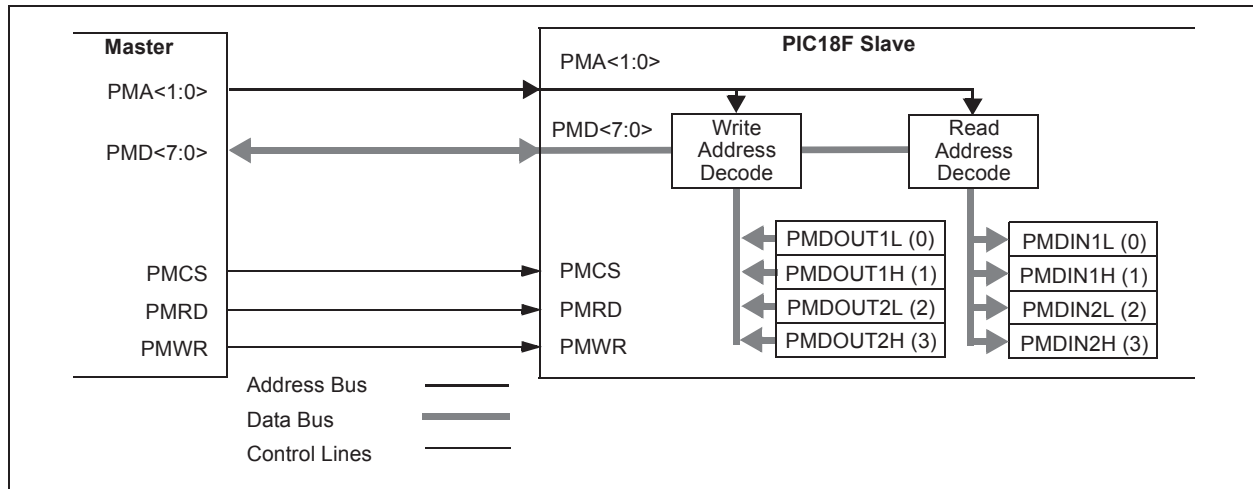 Master
PMA<1:0>
PMD<7:0>
PMCS
PMRD
PMWR
PIC18F Slave
PMA<1:0>
PMD<7:0>
PMCS
PMRD
PMWR
Write
Address
Decode
Read
Address
Decode
PMDOUT1L (0)
PMDOUT1H (1)
PMDOUT2L (2)
PMDOUT2H (3)
PMDIN1L (0)
PMDIN1H (1)
PMDIN2L (2)
PMDIN2H (3)
Address Bus
Data Bus
Control Lines